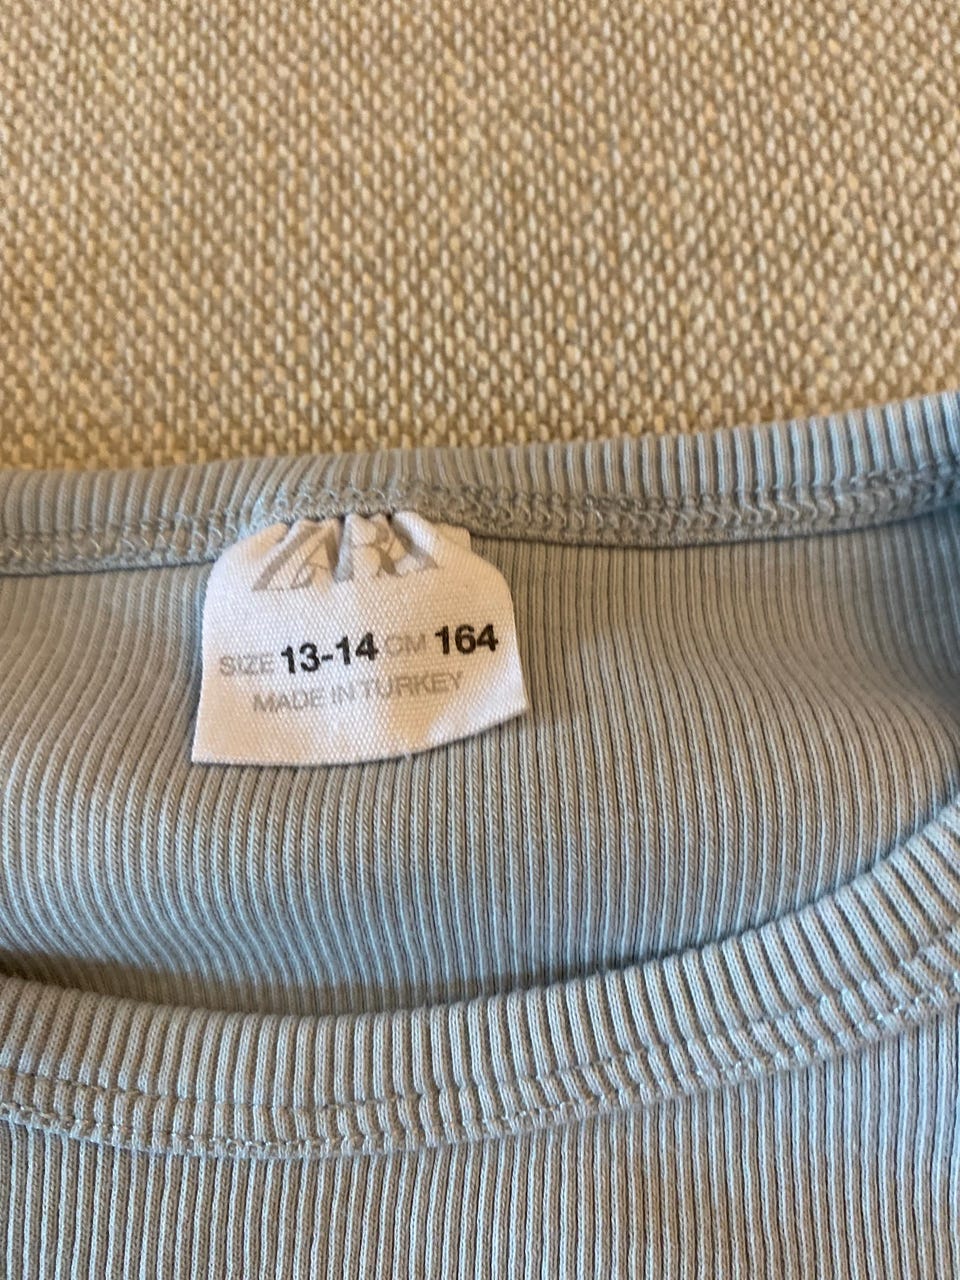 ZARA
SIZE 13-14 CM 164
MADE IN TURKEY